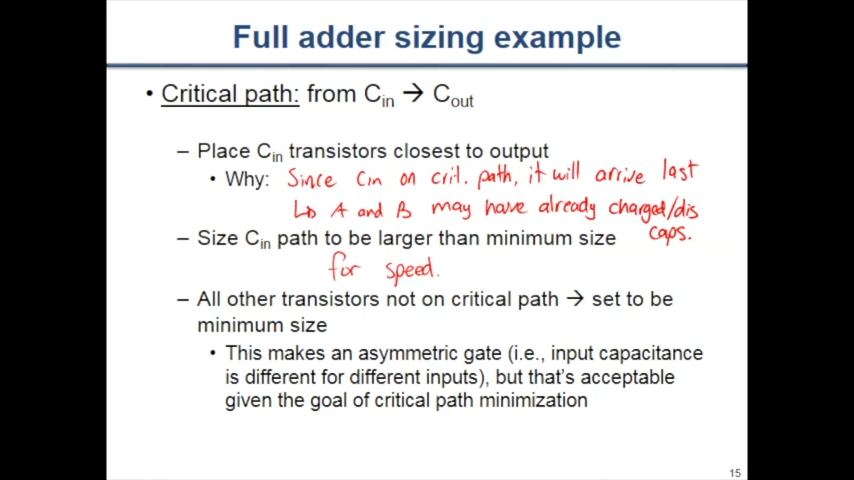 Full adder sizing example
• Critical path: from Cin → Cout
– Place Cin transistors closest to output
• Why: Since Cin on crit. path, it will arrive last
↳ A and B may have already charged/dis
caps.
– Size Cin path to be larger than minimum size
for speed.
– All other transistors not on critical path → set to be
minimum size
• This makes an asymmetric gate (i.e., input capacitance
is different for different inputs), but that's acceptable
given the goal of critical path minimization
15